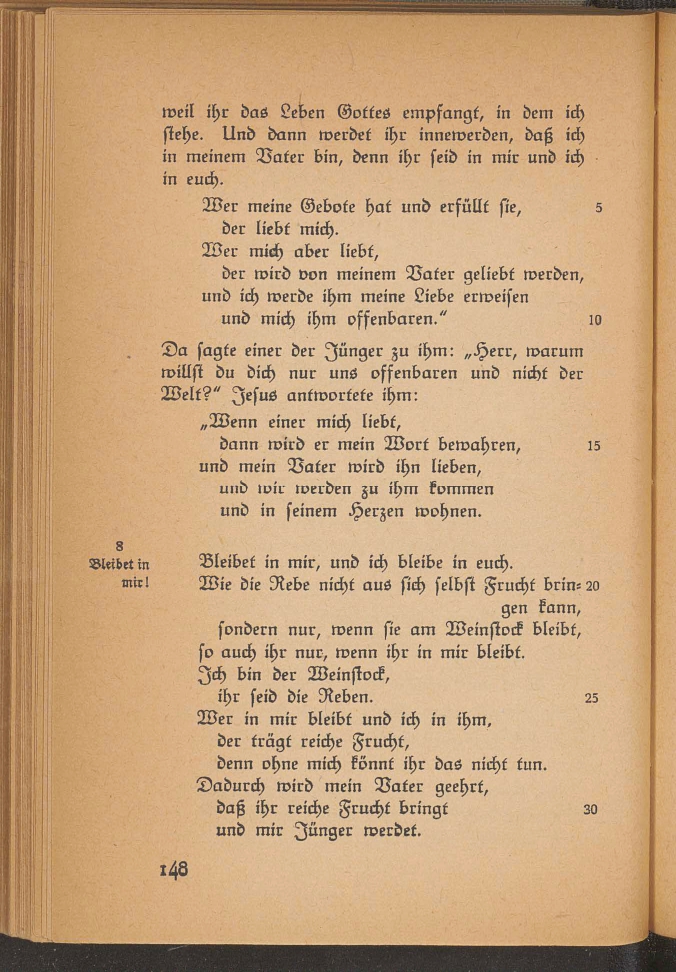 weil ihr das Leben Gottes empfangt, in dem ich
stehe. Und dann werdet ihr innewerden, daß ich
in meinem Vater bin, denn ihr seid in mir und ich
in euch.
Wer meine Gebote hat und erfüllt sie, 5
der liebt mich.
Wer mich aber liebt,
der wird von meinem Vater geliebt werden,
und ich werde ihm meine Liebe erweisen
und mich ihm offenbaren.“ 10
Da sagte einer der Jünger zu ihm: „Herr, warum
willst du dich nur uns offenbaren und nicht der
Welt?“ Jesus antwortete ihm:
„Wenn einer mich liebt,
dann wird er mein Wort bewahren, 15
und mein Vater wird ihn lieben,
und wir werden zu ihm kommen
und in seinem Herzen wohnen.
8
Bleibet in
mir!
Bleibet in mir, und ich bleibe in euch.
Wie die Rebe nicht aus sich selbst Frucht brin= 20
gen kann,
sondern nur, wenn sie am Weinstock bleibt,
so auch ihr nur, wenn ihr in mir bleibt.
Ich bin der Weinstock,
ihr seid die Reben. 25
Wer in mir bleibt und ich in ihm,
der trägt reiche Frucht,
denn ohne mich könnt ihr das nicht tun.
Dadurch wird mein Vater geehrt,
daß ihr reiche Frucht bringt 30
und mir Jünger werdet.
148